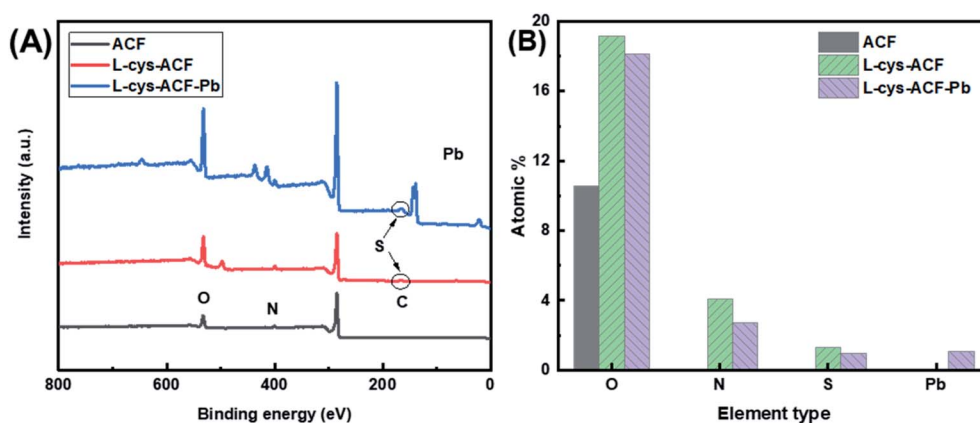 (A)
ACF
L-cys-ACF
L-cys-ACF-Pb
Pb
S
C
O
N
Intensity (a.u.)
800 600 400 200 0
Binding energy (eV)
(B)
ACF
L-cys-ACF
L-cys-ACF-Pb
Atomic %
20
16
12
8
4
0
O N S Pb
Element type